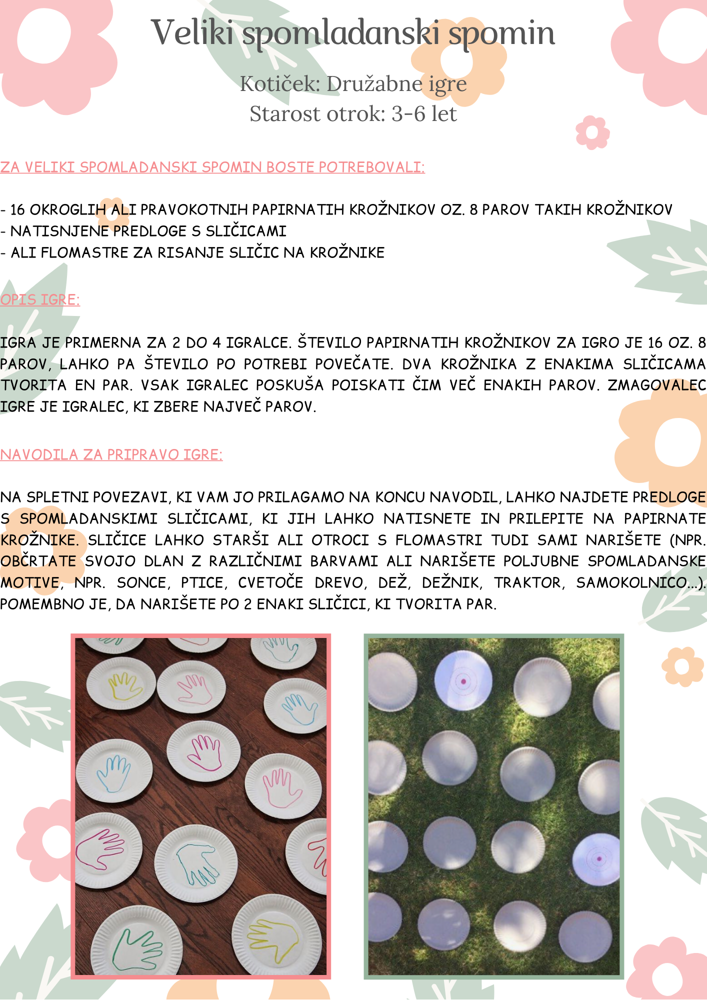 Veliki spomladanski spomin
Kotiček: Družabne igre
Starost otrok: 3-6 let
ZA VELIKI SPOMLADANSKI SPOMIN BOSTE POTREBOVALI:
- 16 OKROGLIH ALI PRAVOKOTNIH PAPIRNATIH KROŽNIKOV OZ. 8 PAROV TAKIH KROŽNIKOV
- NATISNJENE PREDLOGE S SLIČICAMI
- ALI FLOMASTRE ZA RISANJE SLIČIC NA KROŽNIKE
OPIS IGRE:
IGRA JE PRIMERNA ZA 2 DO 4 IGRALCE. ŠTEVILO PAPIRNATIH KROŽNIKOV ZA IGRO JE 16 OZ. 8
PAROV, LAHKO PA ŠTEVILO PO POTREBI POVEČATE. DVA KROŽNIKA Z ENAKIMA SLIČICAMA
TVORITA EN PAR. VSAK IGRALEC POSKUŠA POISKATI ČIM VEČ ENAKIH PAROV. ZMAGOVALEC
IGRE JE IGRALEC, KI ZBERE NAJVEČ PAROV.
NAVODILA ZA PRIPRAVO IGRE:
NA SPLETNI POVEZAVI, KI VAM JO PRILAGAMO NA KONCU NAVODIL, LAHKO NAJDETE PREDLOGE
S SPOMLADANSKIMI SLIČICAMI, KI JIH LAHKO NATISNETE IN PRILEPITE NA PAPIRNATE
KROŽNIKE. SLIČICE LAHKO STARŠI ALI OTROCI S FLOMASTRI TUDI SAMI NARIŠETE (NPR.
OBČRTATE SVOJO DLAN Z RAZLIČNIMI BARVAMI ALI NARIŠETE POLJUBNE SPOMLADANSKE
MOTIVE, NPR. SONCE, PTICE, CVETOČE DREVO, DEŽ, DEŽNIK, TRAKTOR, SAMOKOLNICO...).
POMEMBNO JE, DA NARIŠETE PO 2 ENAKI SLIČICI, KI TVORITA PAR.